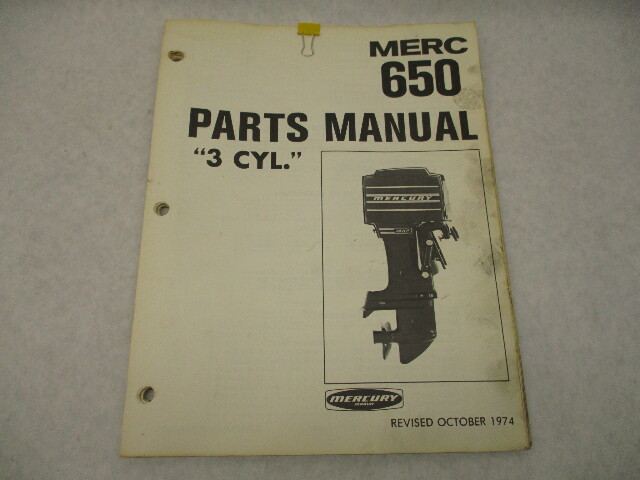 MERC
650
PARTS MANUAL
"3 CYL."
MERCURY
MERCURY
REVISED OCTOBER 1974